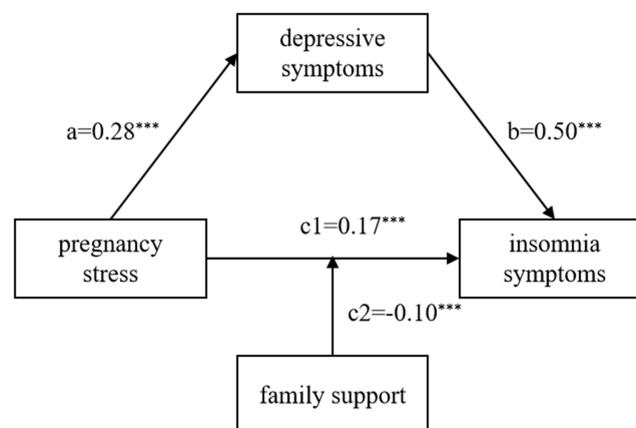 depressive
symptoms
a=0.28***
b=0.50***
pregnancy
stress
c1=0.17***
insomnia
symptoms
c2=-0.10***
family support